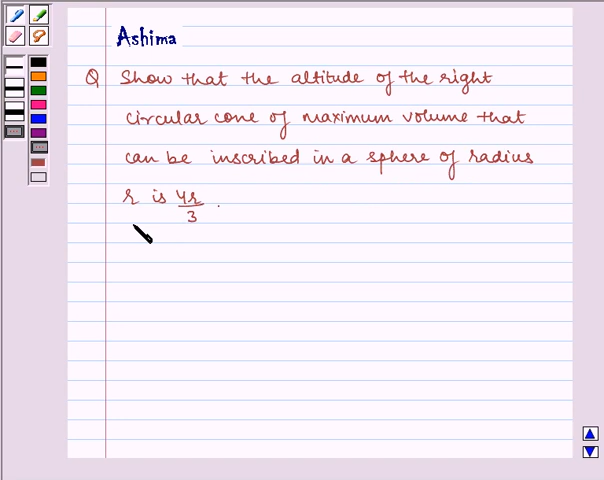 Ashima
Q Show that the altitude of the right
circular cone of maximum volume that
can be inscribed in a sphere of radius
r is 4r/3.